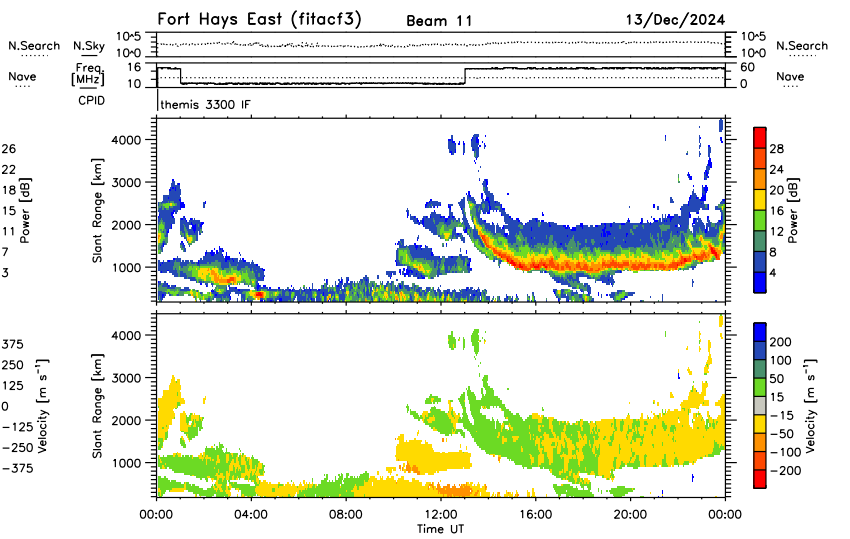 Fort Hays East (fitacf3) Beam 11 13/Dec/2024
N.Search N.Sky 10^5 10^5 N.Search
10^0 10^0
Nave Freq. [MHz] 16 60 Nave
10 0
CPID themis 3300 IF
26 22 18 15 11 7 3
Power [dB]
Slant Range [km]
4000
3000
2000
1000
28 24 20 16 12 8 4
Power [dB]
375 250 125 0 −125 −250 −375
Velocity [m s⁻¹]
Slant Range [km]
4000
3000
2000
1000
200 100 50 15 −15 −50 −100 −200
Velocity [m s⁻¹]
00:00 04:00 08:00 12:00 16:00 20:00 00:00
Time UT